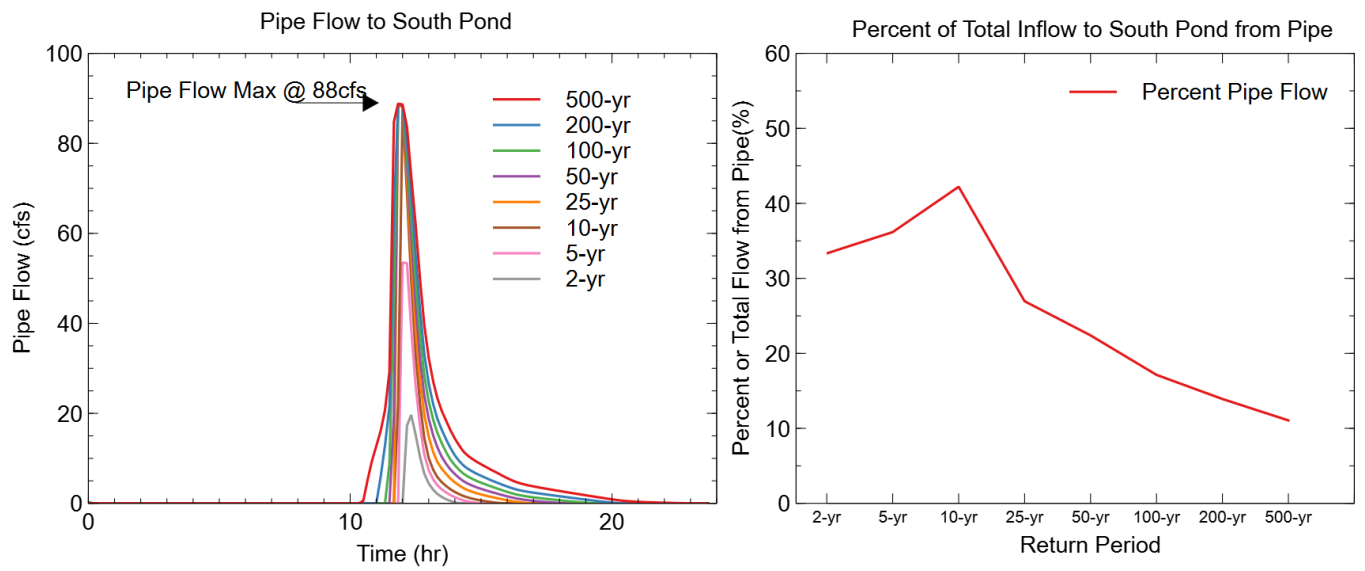 Pipe Flow to South Pond
100
80
60
40
20
0
Pipe Flow (cfs)
Pipe Flow Max @ 88cfs
500-yr
200-yr
100-yr
50-yr
25-yr
10-yr
5-yr
2-yr
0
10
20
Time (hr)
Percent of Total Inflow to South Pond from Pipe
60
50
40
30
20
10
0
Percent or Total Flow from Pipe(%)
Percent Pipe Flow
2-yr
5-yr
10-yr
25-yr
50-yr
100-yr
200-yr
500-yr
Return Period